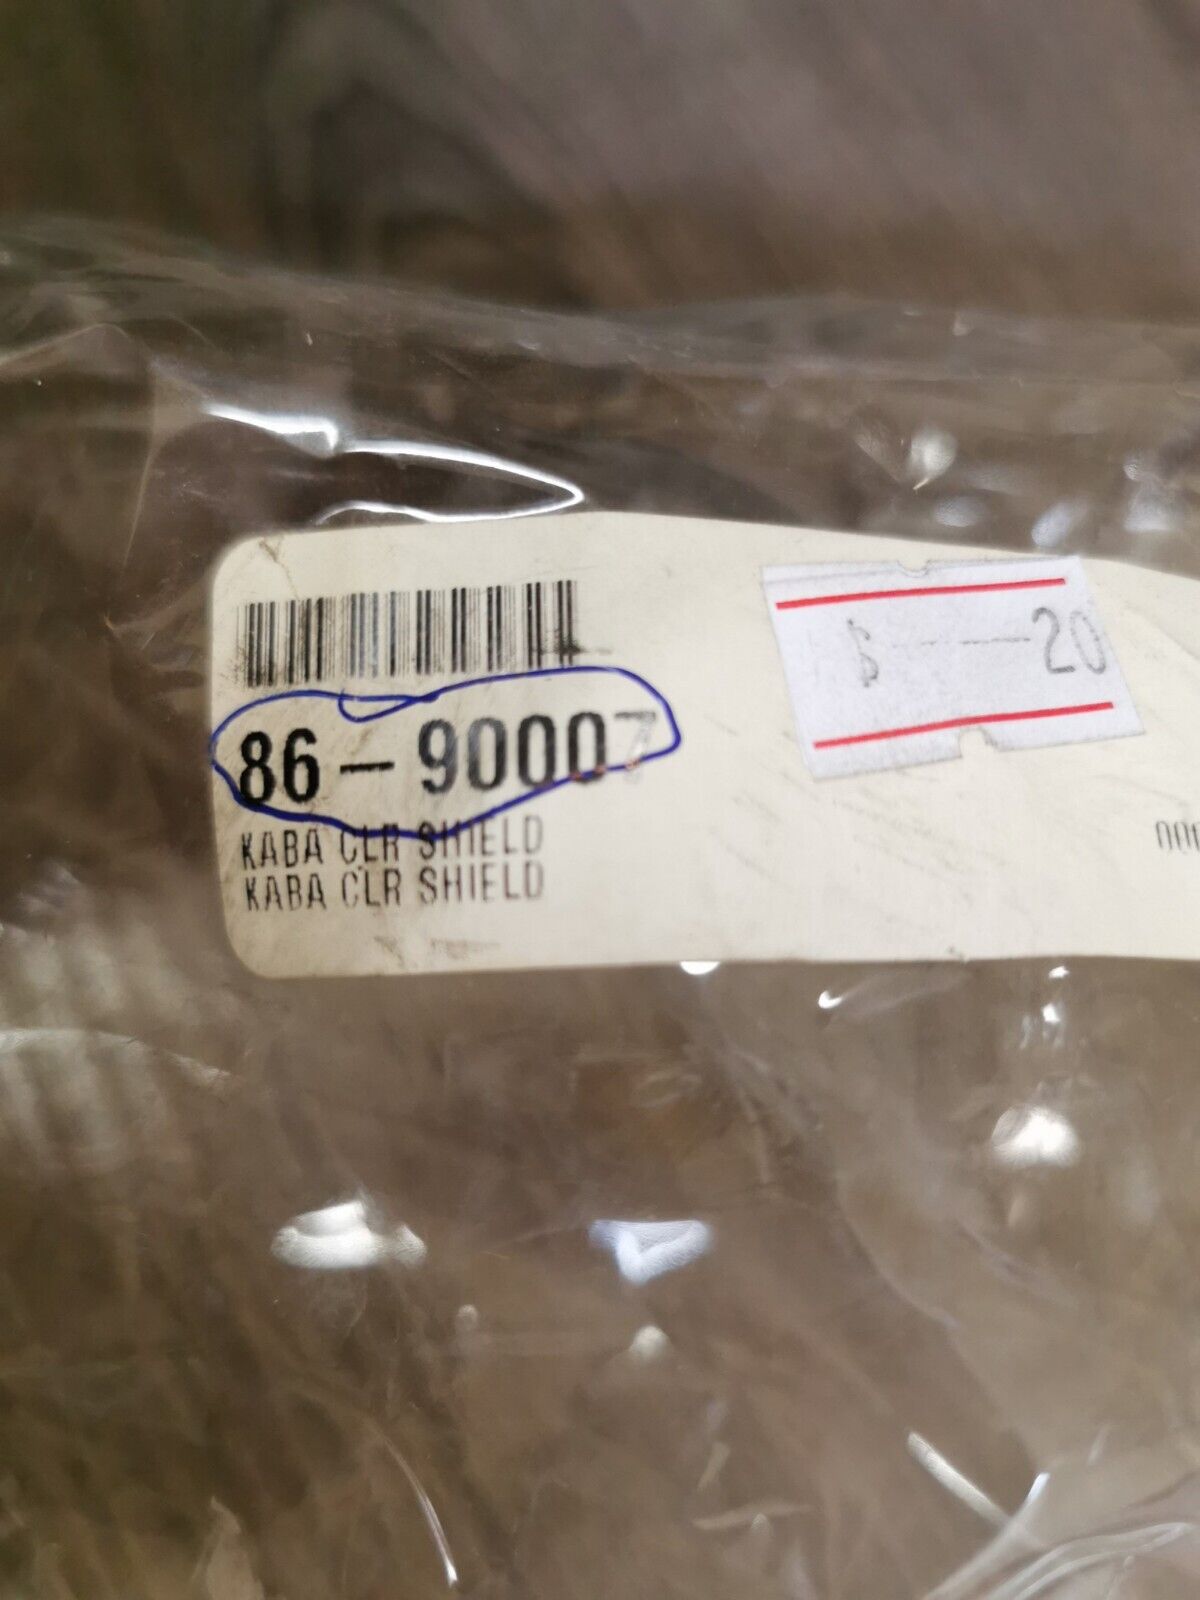 $ -----20
86-90007
KABA CLR SHIELD
KABA CLR SHIELD